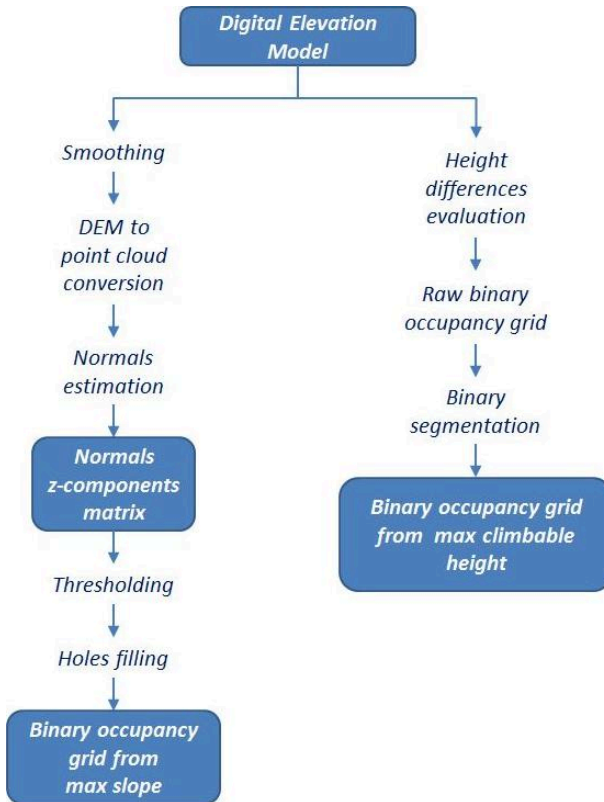 Digital Elevation
Model
Smoothing
DEM to
point cloud
conversion
Normals
estimation
Normals
z-components
matrix
Thresholding
Holes filling
Binary occupancy
grid from
max slope
Height
differences
evaluation
Raw binary
occupancy grid
Binary
segmentation
Binary occupancy grid
from max climbable
height